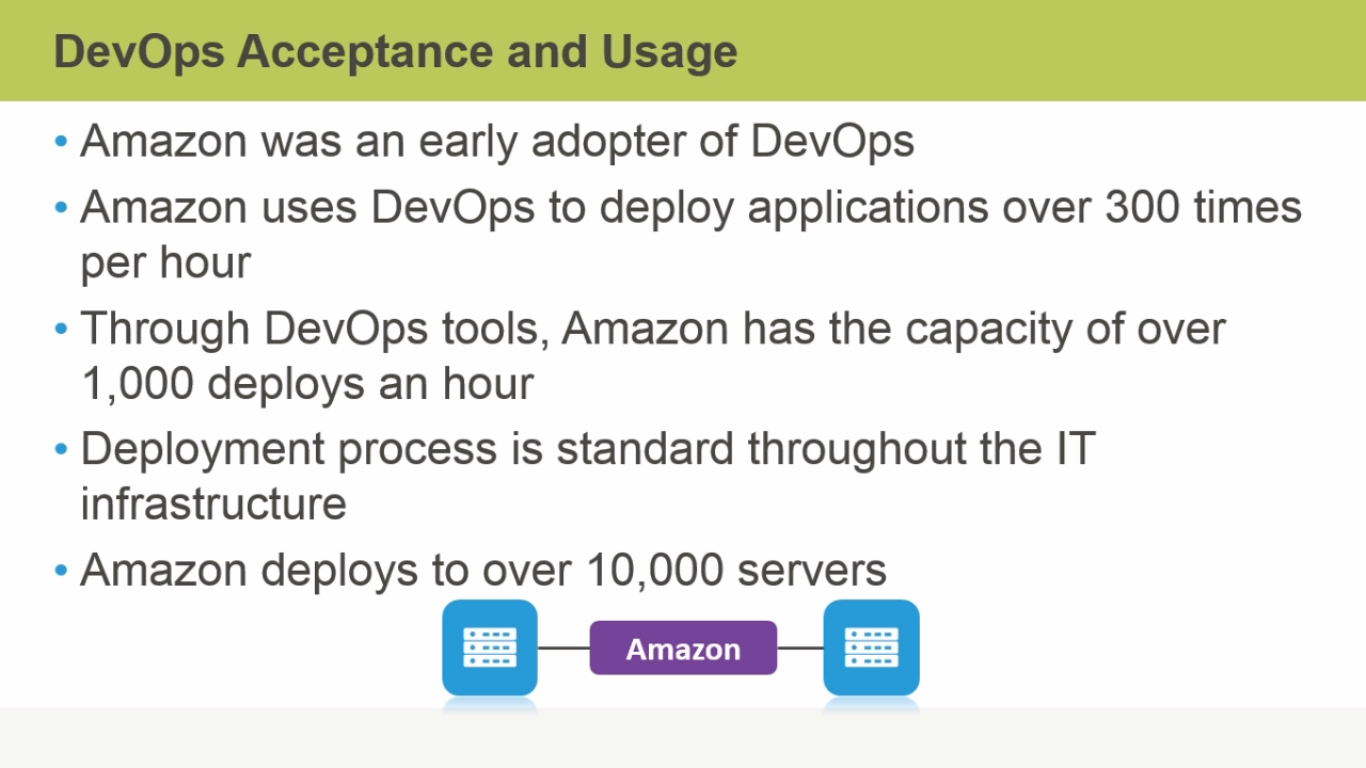 DevOps Acceptance and Usage
• Amazon was an early adopter of DevOps
• Amazon uses DevOps to deploy applications over 300 times
per hour
• Through DevOps tools, Amazon has the capacity of over
1,000 deploys an hour
• Deployment process is standard throughout the IT
infrastructure
• Amazon deploys to over 10,000 servers
Amazon